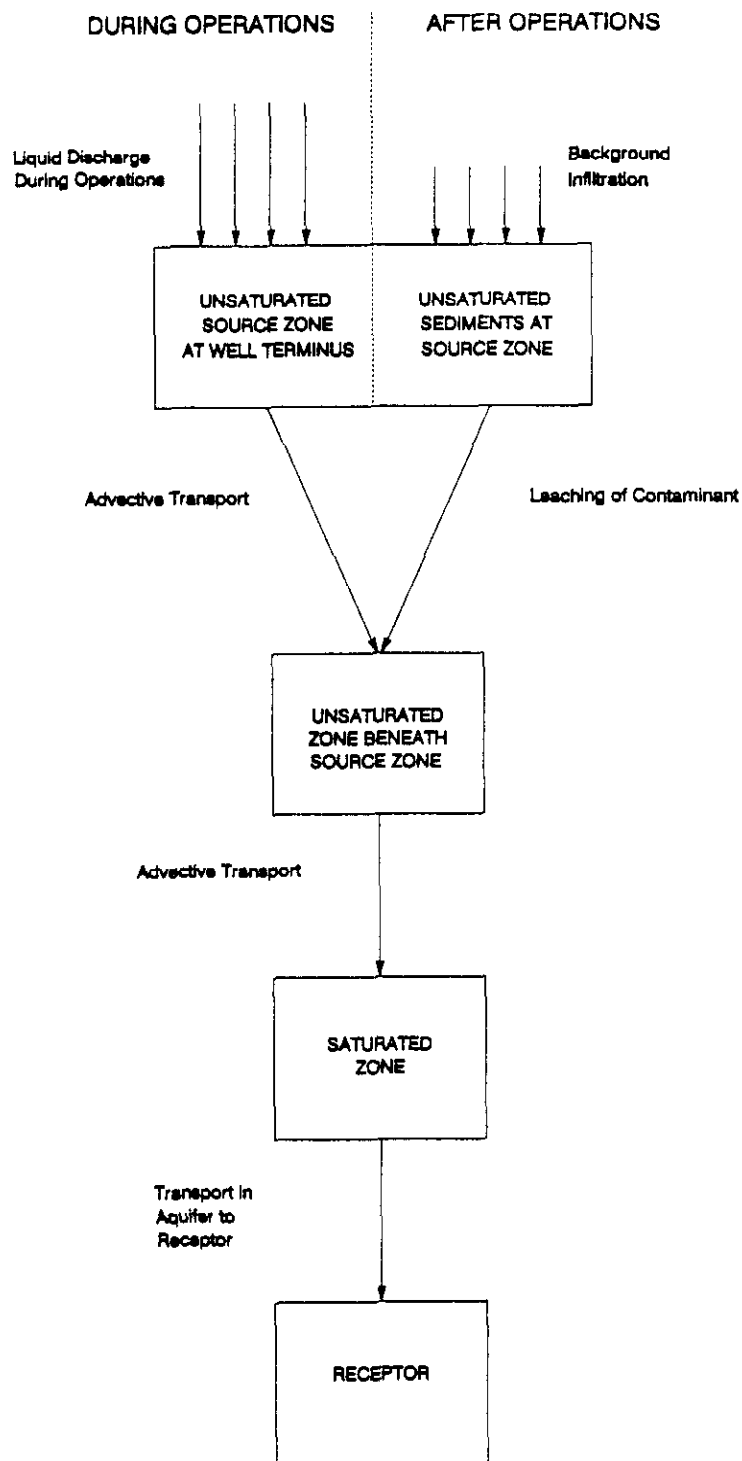 DURING OPERATIONS
AFTER OPERATIONS
Liquid Discharge
During Operations
Background
Infiltration
UNSATURATED
SOURCE ZONE
AT WELL TERMINUS
UNSATURATED
SEDIMENTS AT
SOURCE ZONE
Advective Transport
Leaching of Contaminant
UNSATURATED
ZONE BENEATH
SOURCE ZONE
Advective Transport
SATURATED
ZONE
Transport in
Aquifer to
Receptor
RECEPTOR